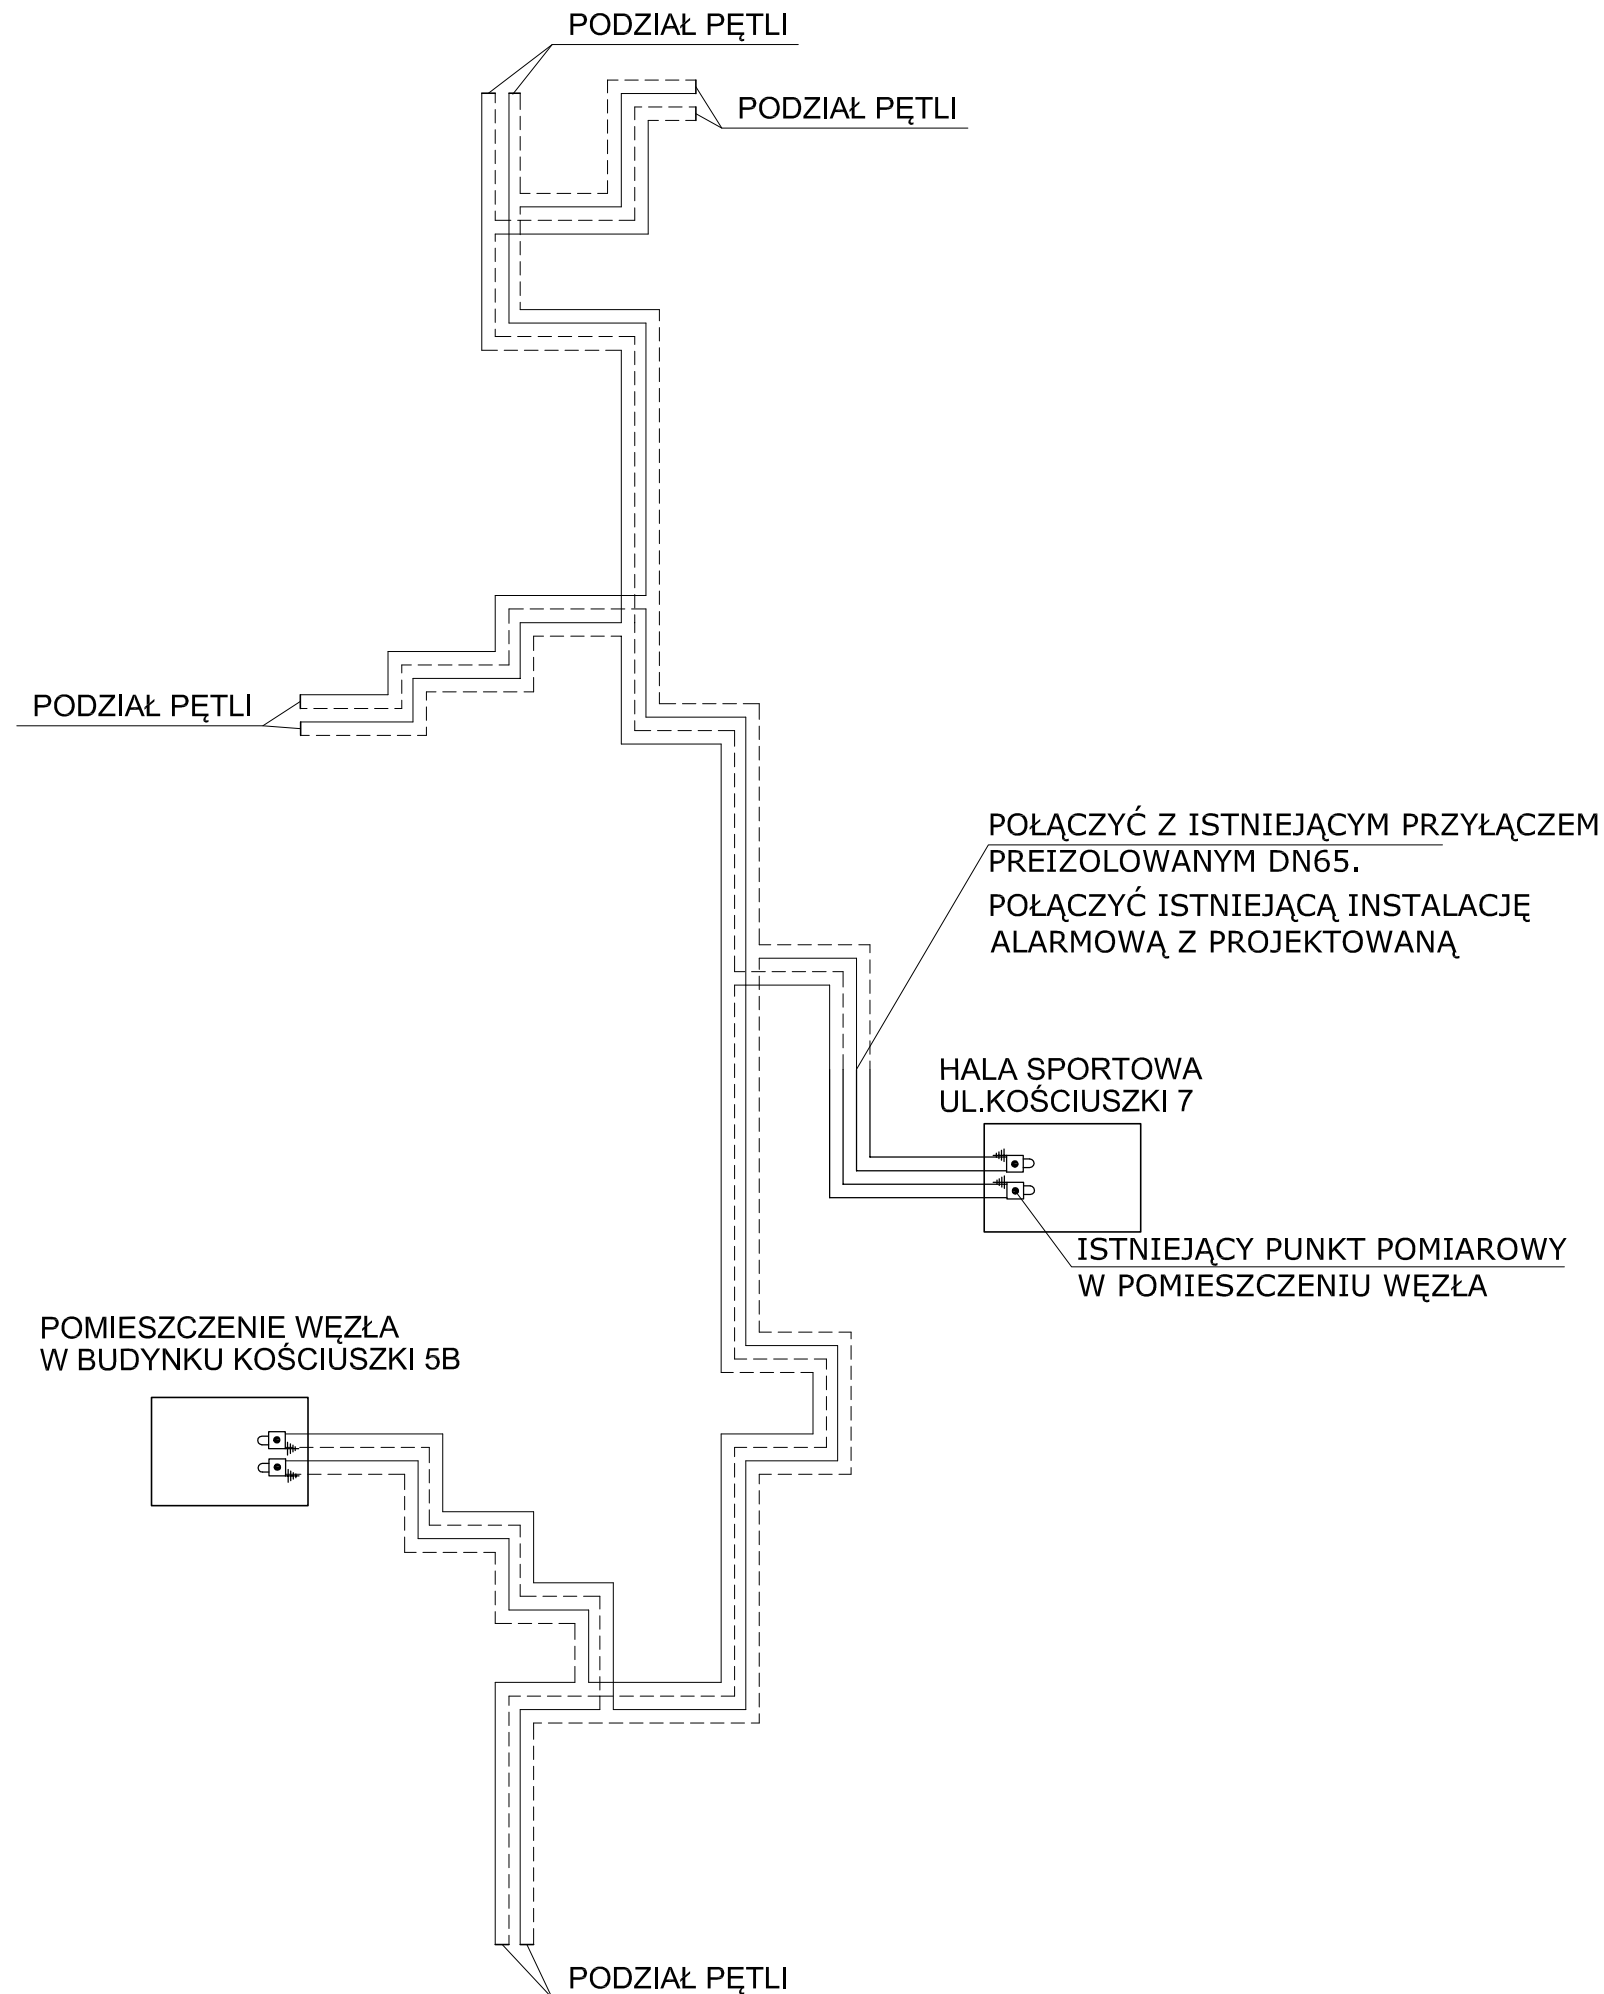 PODZIAŁ PĘTLI
PODZIAŁ PĘTLI
PODZIAŁ PĘTLI
POŁĄCZYĆ Z ISTNIEJĄCYM PRZYŁĄCZEM
PREIZOLOWANYM DN65.
POŁĄCZYĆ ISTNIEJĄCĄ INSTALACJĘ
ALARMOWĄ Z PROJEKTOWANĄ
HALA SPORTOWA
UL.KOŚCIUSZKI 7
ISTNIEJĄCY PUNKT POMIAROWY
W POMIESZCZENIU WĘZŁA
POMIESZCZENIE WĘZŁA
W BUDYNKU KOŚCIUSZKI 5B
PODZIAŁ PĘTLI